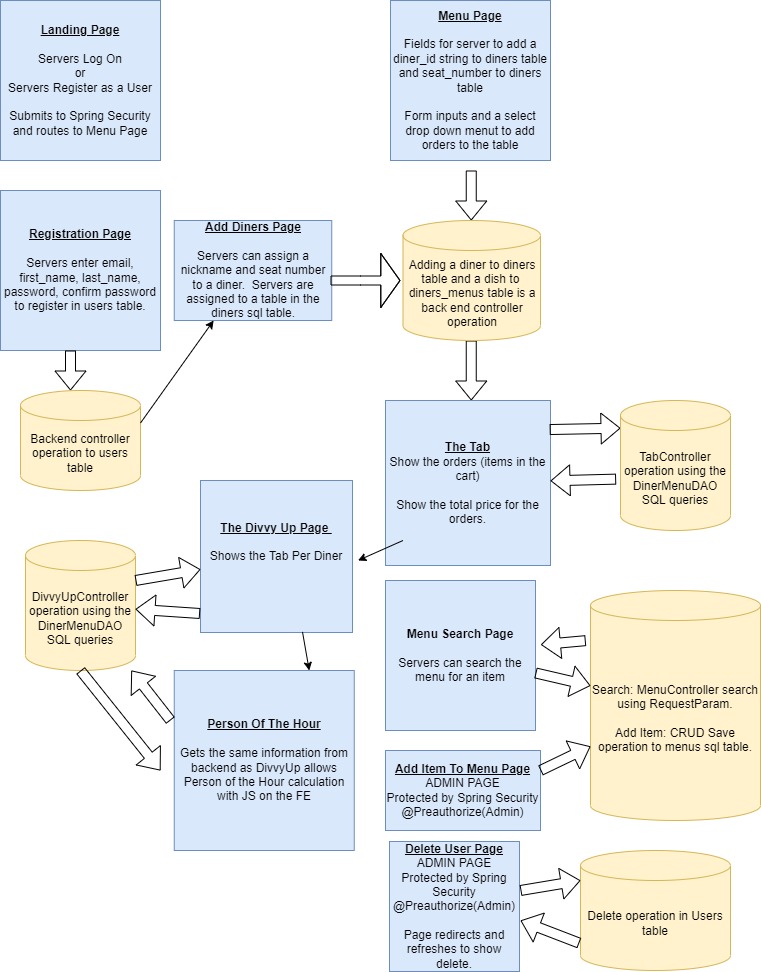 Landing Page
Servers Log On
or
Servers Register as a User
Submits to Spring Security
and routes to Menu Page
Menu Page
Fields for server to add a
diner_id string to diners table
and seat_number to diners
table
Form inputs and a select
drop down menut to add
orders to the table
Registration Page
Servers enter email,
first_name, last_name,
password, confirm password
to register in users table.
Add Diners Page
Servers can assign a
nickname and seat number
to a diner. Servers are
assigned to a table in the
diners sql table.
Adding a diner to diners
table and a dish to
diners_menus table is a
back end controller
operation
Backend controller
operation to users
table
The Tab
Show the orders (items in the
cart)
Show the total price for the
orders.
TabController
operation using the
DinerMenuDAO
SQL queries
The Divvy Up Page
Shows the Tab Per Diner
DivvyUpController
operation using the
DinerMenuDAO
SQL queries
Menu Search Page
Servers can search the
menu for an item
Search: MenuController search
using RequestParam.
Add Item: CRUD Save
operation to menus sql table.
Person Of The Hour
Gets the same information from
backend as DivvyUp allows
Person of the Hour calculation
with JS on the FE
Add Item To Menu Page
ADMIN PAGE
Protected by Spring Security
@Preauthorize(Admin)
Delete User Page
ADMIN PAGE
Protected by Spring
Security
@Preauthorize(Admin)
Page redirects and
refreshes to show
delete.
Delete operation in Users
table